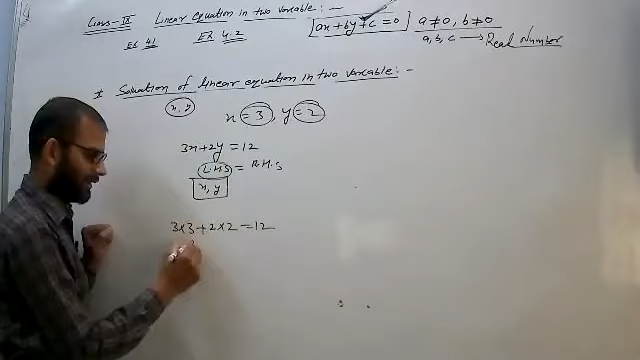 Class-IX Linear equation in two variable:- [ax+by+c=0] a≠0, b≠0
Ex 4.1 Ex 4.2 a, b, c → Real Number
* Soluation of linear equation in two variable:-
x, y
x=3, y=2
3x+2y=12
L.H.S = R.H.S
x, y
3×3+2×2=12